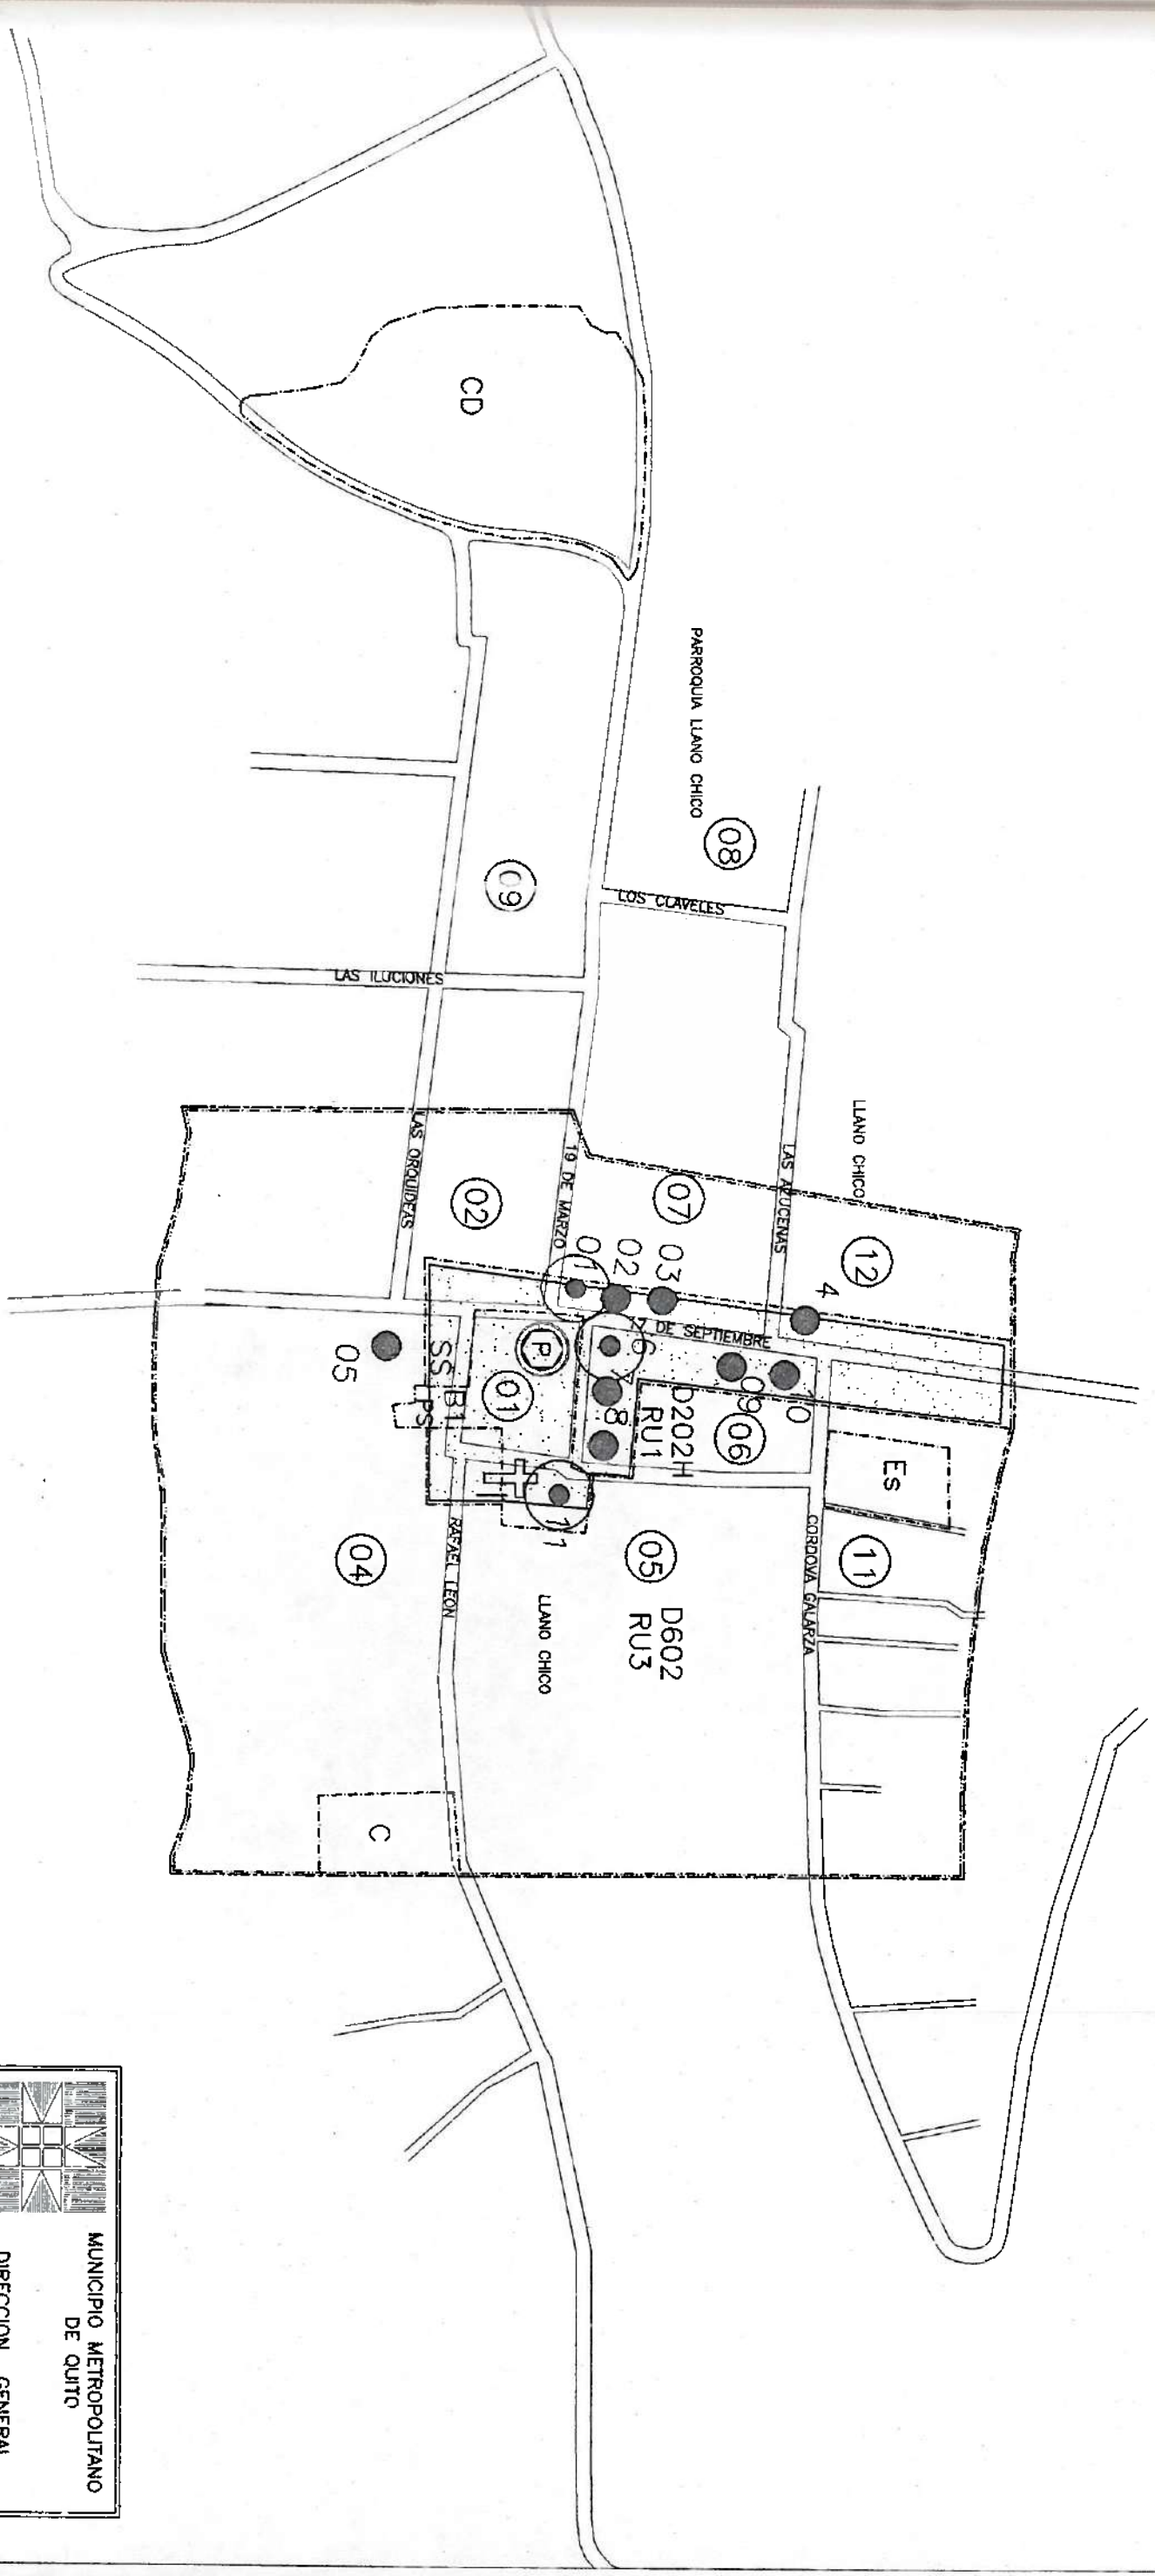 CD
PARROQUIA LLANO CHICO
08
09
LOS CLAVELES
LAS ILUCIONES
LLANO CHICO
LAS AZUCENAS
12
07
19 DE MARZO
02
LAS ORQUIDEAS
4
03
02
01
17 DE SEPTIEMBRE
6
7
8
09
10
D202H
RU1
06
P
01
SS
B1
PS
05
Es
11
11
CORDOVA GALARZA
05
D602
RU3
LLANO CHICO
RAFAEL LEON
04
C
MUNICIPIO METROPOLITANO
DE QUITO
DIRECCION GENERAL